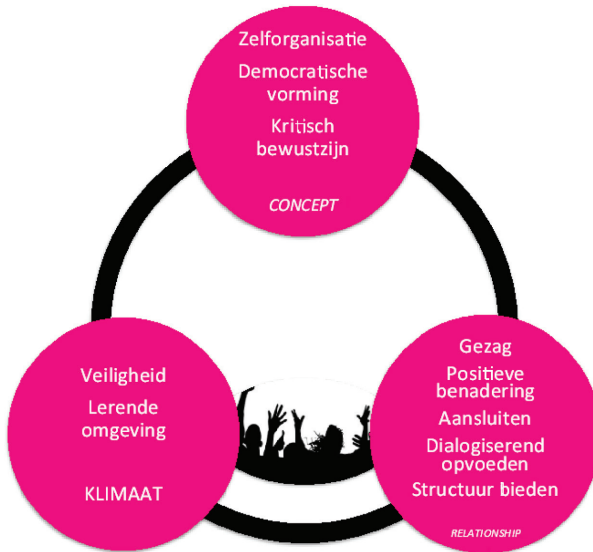 Zelforganisatie
Democratische
vorming
Kritisch
bewustzijn
CONCEPT
Veiligheid
Lerende
omgeving
KLIMAAT
Gezag
Positieve
benadering
Aansluiten
Dialogiserend
opvoeden
Structuur bieden
RELATIONSHIP